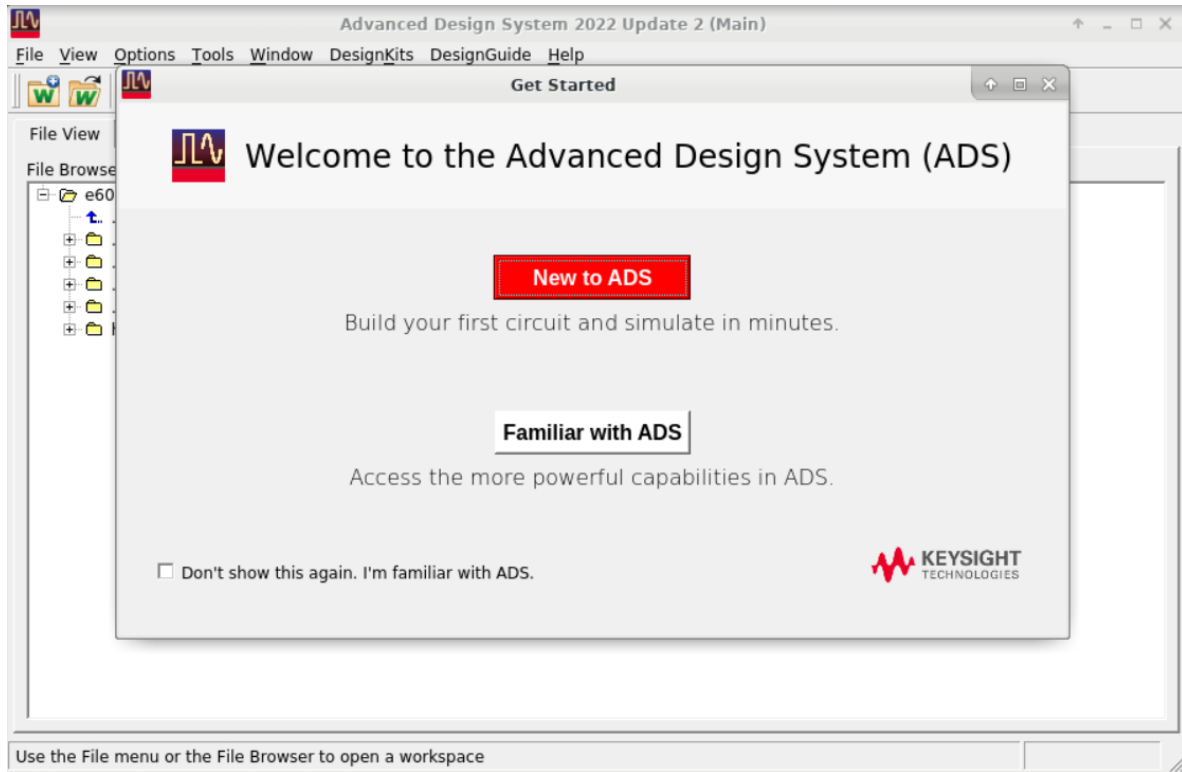 Advanced Design System 2022 Update 2 (Main)
File View Options Tools Window DesignKits DesignGuide Help
Get Started
File View
Welcome to the Advanced Design System (ADS)
File Browse
e60
New to ADS
Build your first circuit and simulate in minutes.
Familiar with ADS
Access the more powerful capabilities in ADS.
Don't show this again. I'm familiar with ADS.
KEYSIGHT
TECHNOLOGIES
Use the File menu or the File Browser to open a workspace